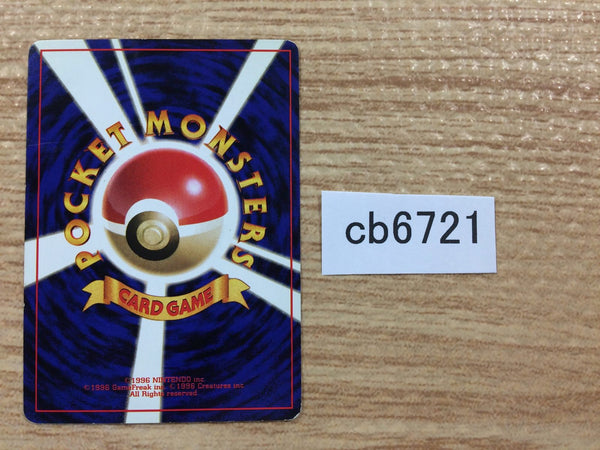 POCKET MONSTERS
CARD GAME
©1996 NINTENDO inc.
©1996 GameFreak inc. ©1996 Creatures inc.
All Rights reserved.
cb6721